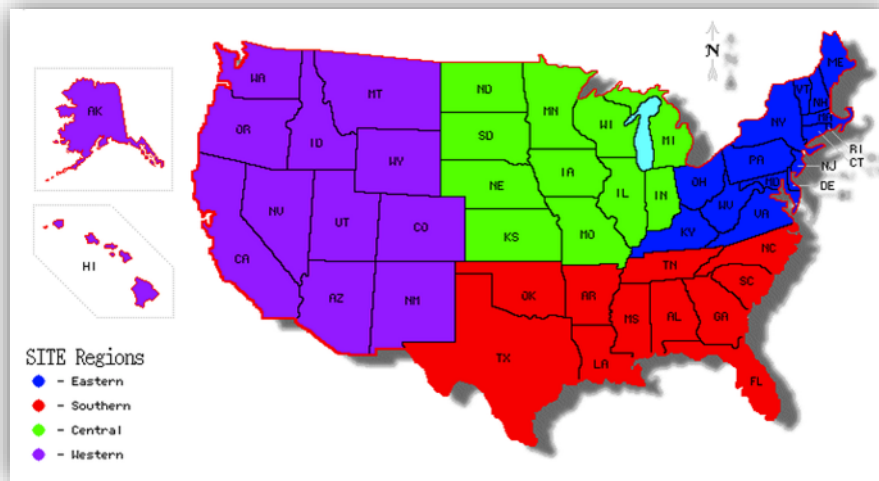 N
ME
WA
VT
NH
MT
ND
AK
MN
OR
NY
ID
WI
MI
SD
RI
WY
CT
PA
IA
NJ
NE
OH
MD
DE
NV
IL
IN
WV
VA
UT
CO
KY
KS
MO
NC
CA
HI
TN
OK
AR
SC
AZ
NM
MS
AL
GA
SITE Regions
TX
LA
FL
- Eastern
- Southern
- Central
- Western